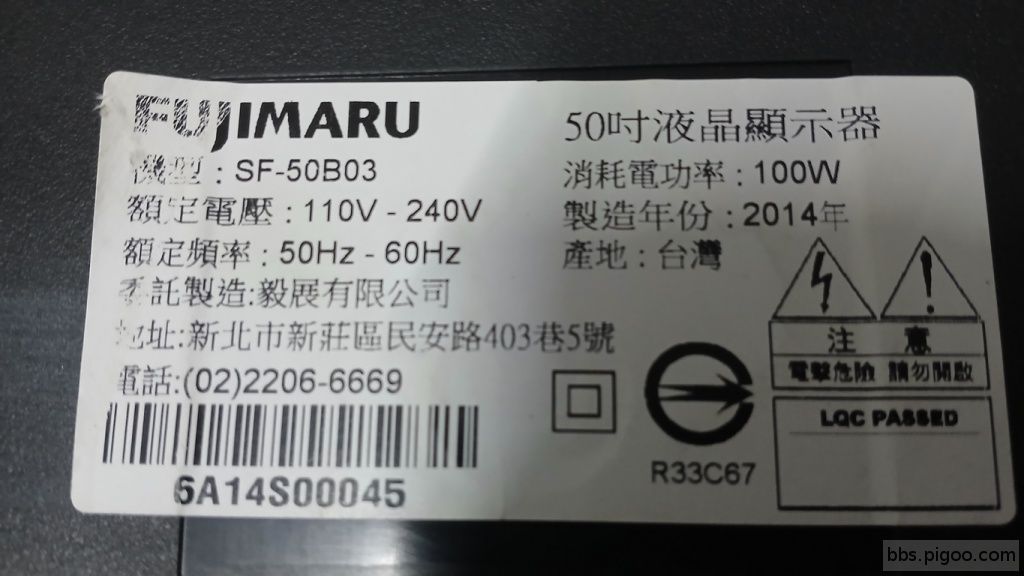 FUJIMARU
50吋液晶顯示器
機型 : SF-50B03
消耗電功率 : 100W
額定電壓 : 110V - 240V
製造年份 : 2014年
額定頻率 : 50Hz - 60Hz
產地 : 台灣
委託製造:毅展有限公司
地址:新北市新莊區民安路403巷5號
電話:(02)2206-6669
注 意
電擊危險 請勿開啟
LQC PASSED
R33C67
6A14S00045
bbs.pigoo.com